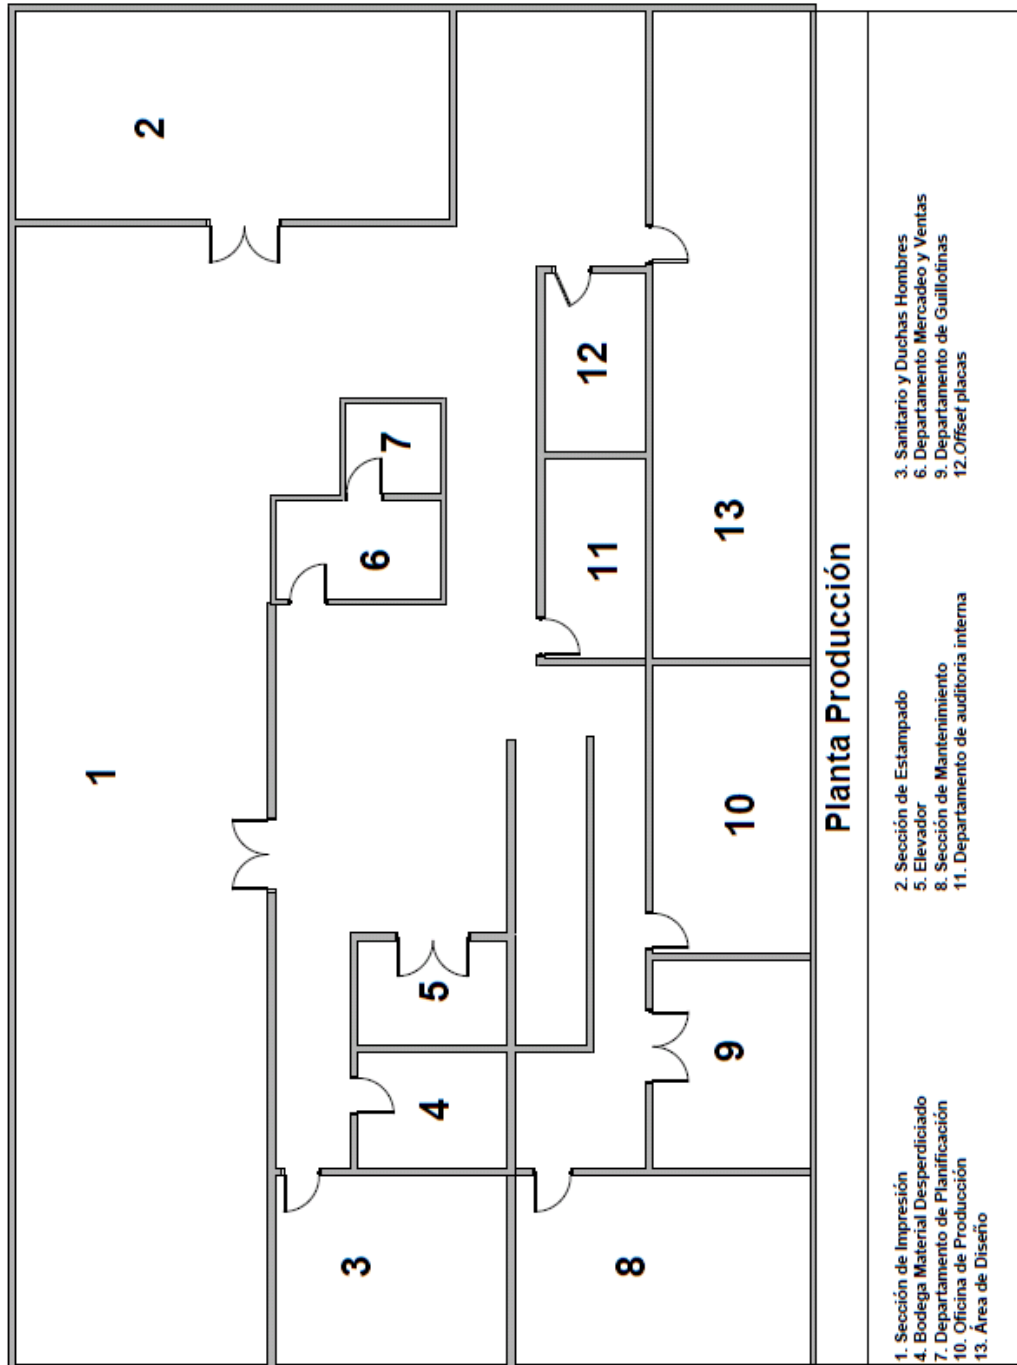 1
2
3
6
7
4
5
8
11
12
9
10
13
Planta Producción
1. Sección de Impresión 2. Sección de Estampado 3. Sanitario y Duchas Hombres
4. Bodega Material Desperdiciado 5. Elevador 6. Departamento Mercadeo y Ventas
7. Departamento de Planificación 8. Sección de Mantenimiento 9. Departamento de Guillotinas
10. Oficina de Producción 11. Departamento de auditoria interna 12. Offset placas
13. Área de Diseño